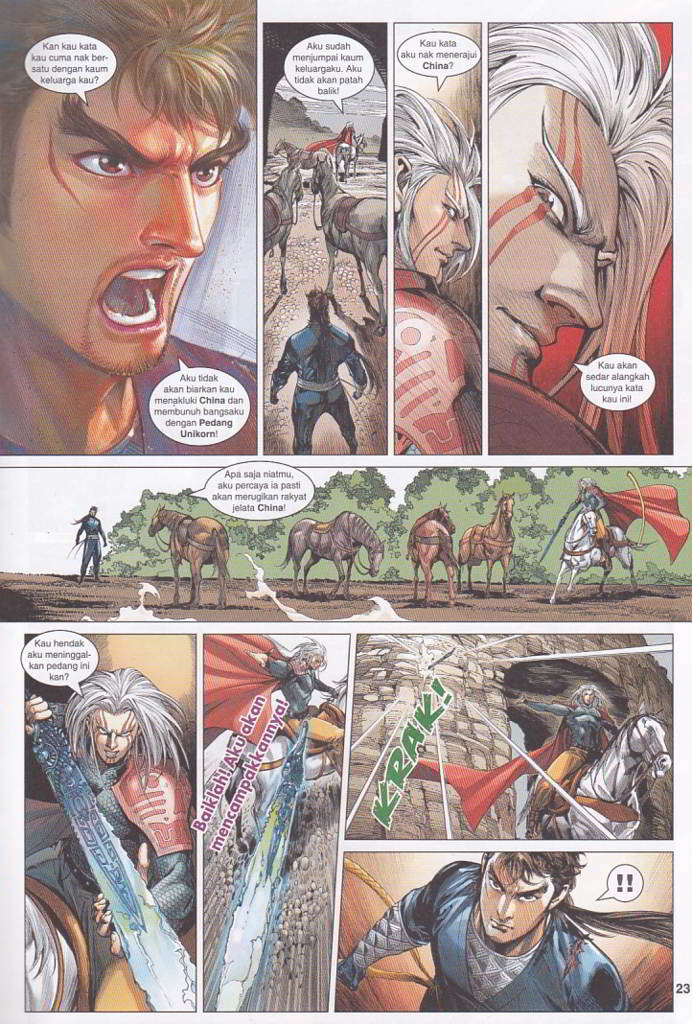 Kan kau kata
kau cuma nak ber-
satu dengan kaum
keluarga kau?
Aku tidak
akan biarkan kau
menakluki China dan
membunuh bangsaku
dengan Pedang
Unikorn!
Aku sudah
menjumpai kaum
keluargaku. Aku
tidak akan patah
balik!
Kau kata
aku nak menerajui
China?
Kau akan
sedar alangkah
lucunya kata
kau ini!
Apa saja niatmu,
aku percaya ia pasti
akan merugikan rakyat
jelata China!
Kau hendak
aku meninggal-
kan pedang ini
kan?
Baiklah! Aku akan
mencampakkannya!
KRAK!
!!
23